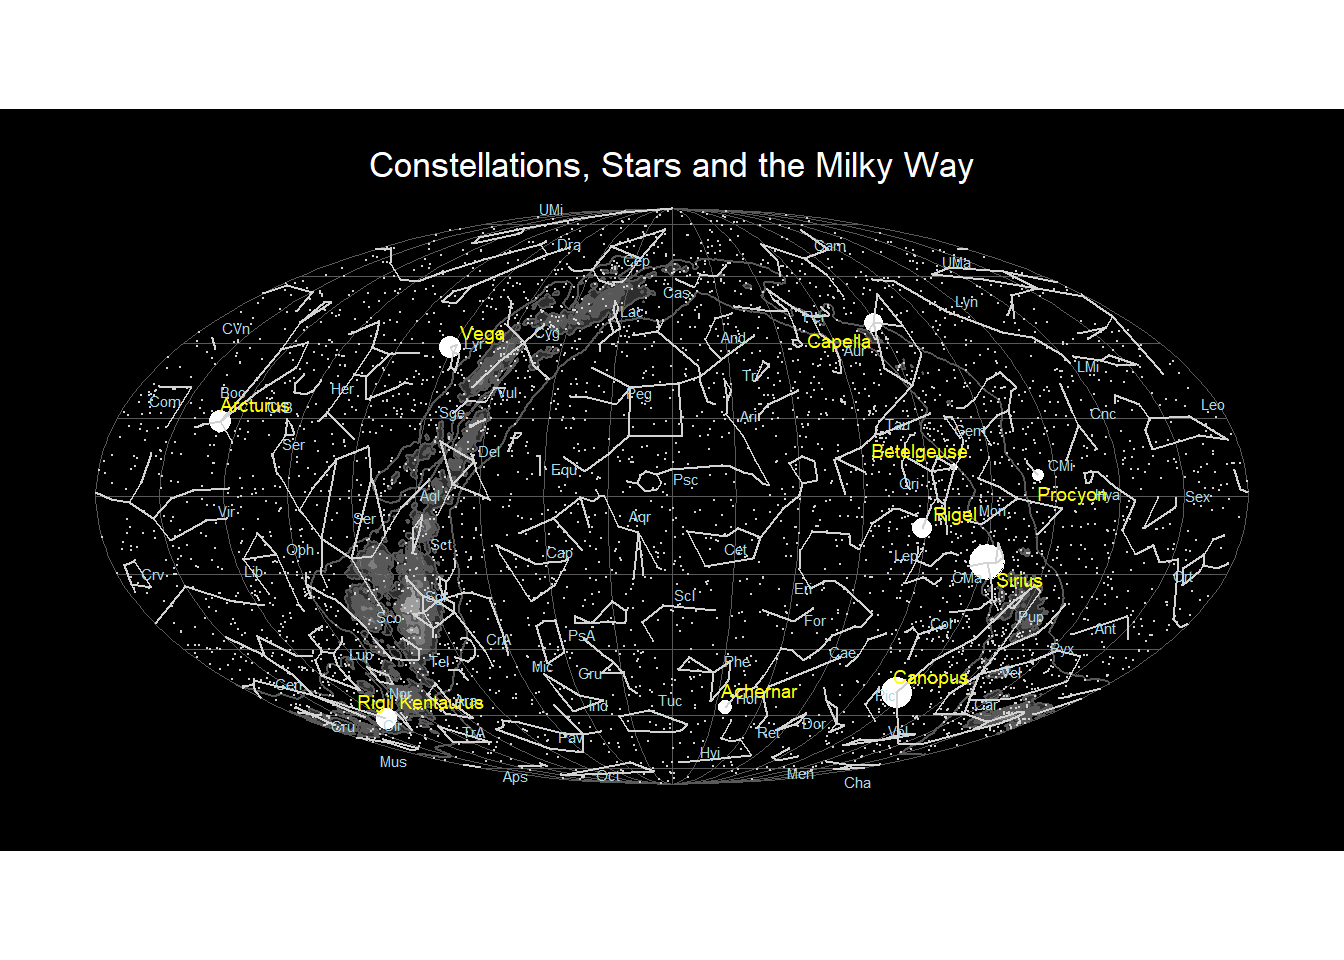 Constellations, Stars and the Milky Way
UMi
Dra
Cam
Cep
UMa
Cas
Lyn
Lac
Per
CVn
Vega
Cyg
And
Capella
Lyr
Aur
Tri
LMi
Her
Boo
Vul
Peg
Com
Arcturus
CrB
Leo
Sge
Ari
Cnc
Ser
Tau
Gem
Del
Betelgeuse
Equ
CMi
Psc
Ori
Aql
Procyon
Hya
Sex
Vir
Ser
Aqr
Rigel
Mon
Oph
Sct
Cap
Cet
Lep
Crv
Lib
CMa
Sirius
Crt
Sgr
Scl
Eri
Sco
For
Col
Pup
Ant
CrA
PsA
Lup
Tel
Mic
Gru
Phe
Cae
Pyx
Cen
Nor
Achernar
Canopus
Vel
Rigil Kentaurus
Ara
Ind
Tuc
Hor
Pic
Car
Cru
Cir
TrA
Pav
Ret
Dor
Vol
Mus
Hyi
Aps
Oct
Men
Cha